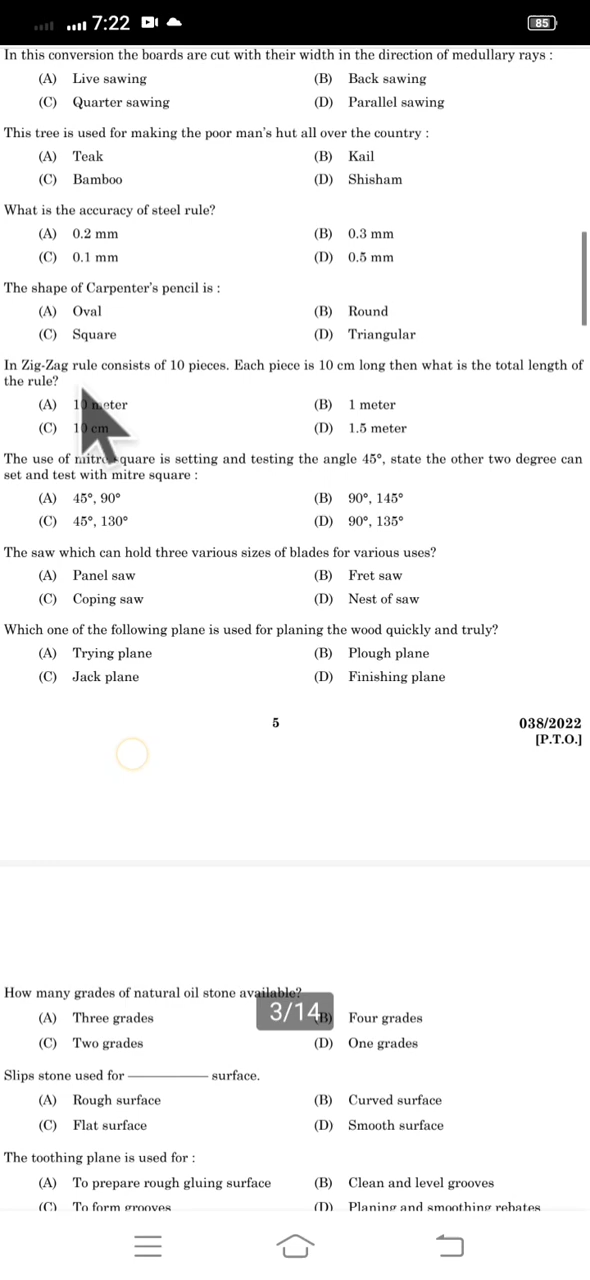 7:22
85
In this conversion the boards are cut with their width in the direction of medullary rays :
(A) Live sawing (B) Back sawing
(C) Quarter sawing (D) Parallel sawing
This tree is used for making the poor man's hut all over the country :
(A) Teak (B) Kail
(C) Bamboo (D) Shisham
What is the accuracy of steel rule?
(A) 0.2 mm (B) 0.3 mm
(C) 0.1 mm (D) 0.5 mm
The shape of Carpenter's pencil is :
(A) Oval (B) Round
(C) Square (D) Triangular
In Zig-Zag rule consists of 10 pieces. Each piece is 10 cm long then what is the total length of
the rule?
(A) 10 meter (B) 1 meter
(C) 10 cm (D) 1.5 meter
The use of mitre square is setting and testing the angle 45°, state the other two degree can
set and test with mitre square :
(A) 45°, 90° (B) 90°, 145°
(C) 45°, 130° (D) 90°, 135°
The saw which can hold three various sizes of blades for various uses?
(A) Panel saw (B) Fret saw
(C) Coping saw (D) Nest of saw
Which one of the following plane is used for planing the wood quickly and truly?
(A) Trying plane (B) Plough plane
(C) Jack plane (D) Finishing plane
5 038/2022
[P.T.O.]
How many grades of natural oil stone available?
3/14
(A) Three grades (B) Four grades
(C) Two grades (D) One grades
Slips stone used for ———— surface.
(A) Rough surface (B) Curved surface
(C) Flat surface (D) Smooth surface
The toothing plane is used for :
(A) To prepare rough gluing surface (B) Clean and level grooves
(C) To form grooves (D) Planing and smoothing rebates